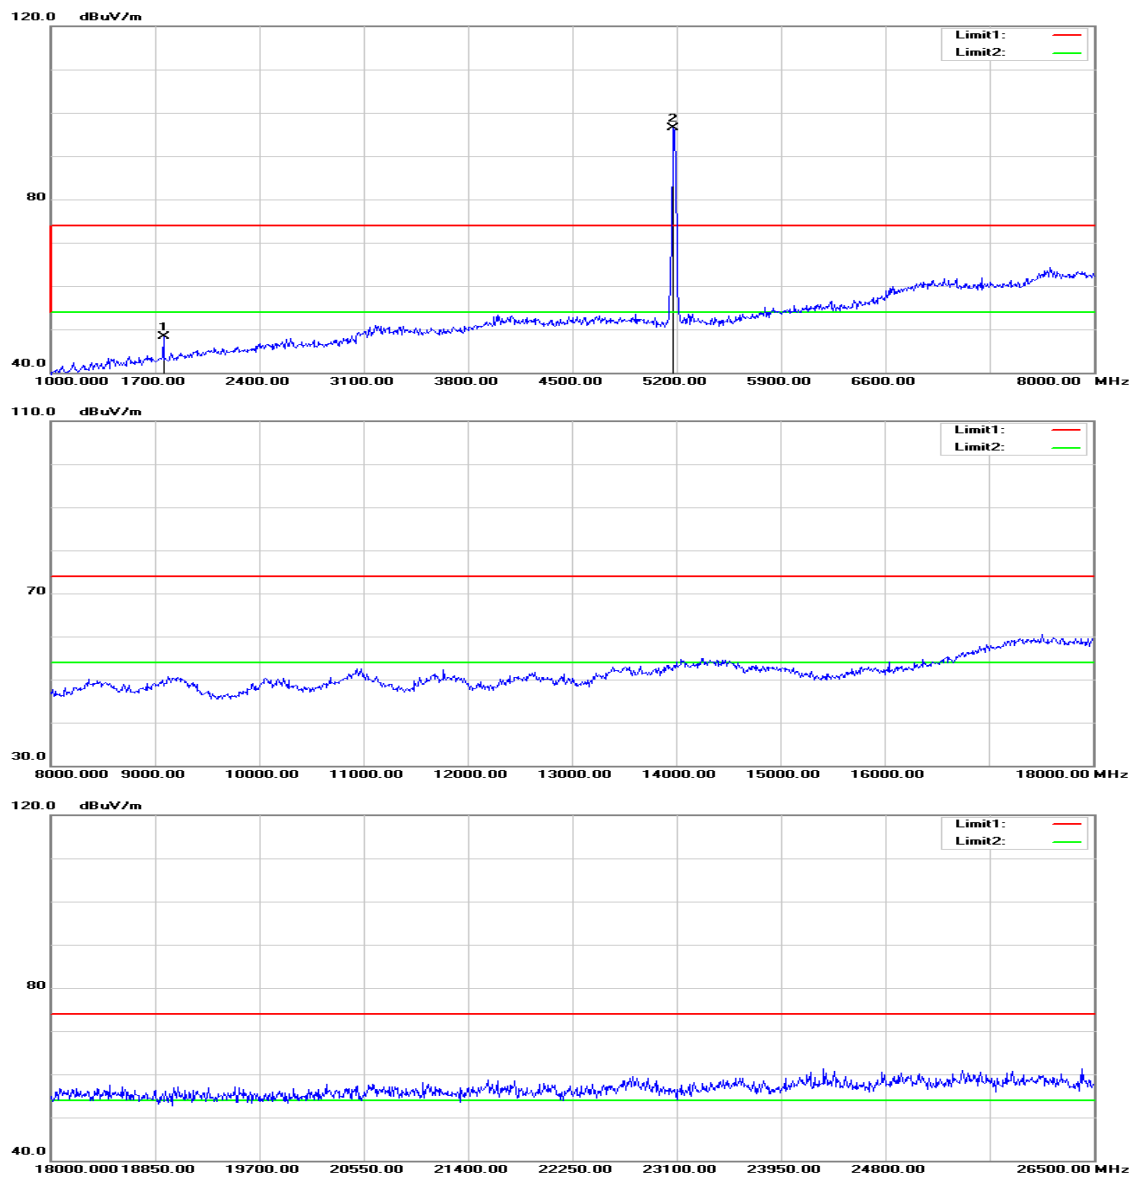 120.0 dBuV/m
Limit1:
Limit2:
2
80
1
40.0
1000.000 1700.00 2400.00 3100.00 3800.00 4500.00 5200.00 5900.00 6600.00 8000.00 MHz
110.0 dBuV/m
Limit1:
Limit2:
70
30.0
8000.000 9000.00 10000.00 11000.00 12000.00 13000.00 14000.00 15000.00 16000.00 18000.00 MHz
120.0 dBuV/m
Limit1:
Limit2:
80
40.0
18000.000 18850.00 19700.00 20550.00 21400.00 22250.00 23100.00 23950.00 24800.00 26500.00 MHz